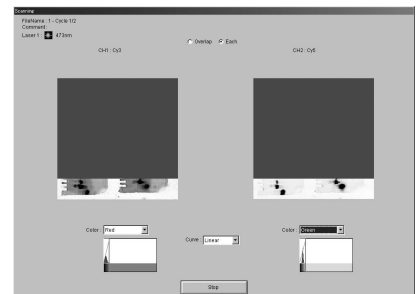 Scanning
FileName : 1 - Cycle 1/2
Comment :
Laser 1 : 473nm
Overlap Each
CH1 : Cy3 CH2 : Cy5
Color : Red Color : Green
Curve : Linear
Stop